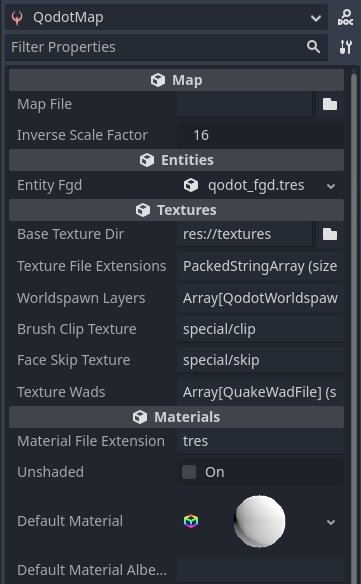 QodotMap
DOC
Filter Properties
Map
Map File
Inverse Scale Factor 16
Entities
Entity Fgd qodot_fgd.tres
Textures
Base Texture Dir res://textures
Texture File Extensions PackedStringArray (size
Worldspawn Layers Array[QodotWorldspaw
Brush Clip Texture special/clip
Face Skip Texture special/skip
Texture Wads Array[QuakeWadFile] (s
Materials
Material File Extension tres
Unshaded On
Default Material
Default Material Albe...